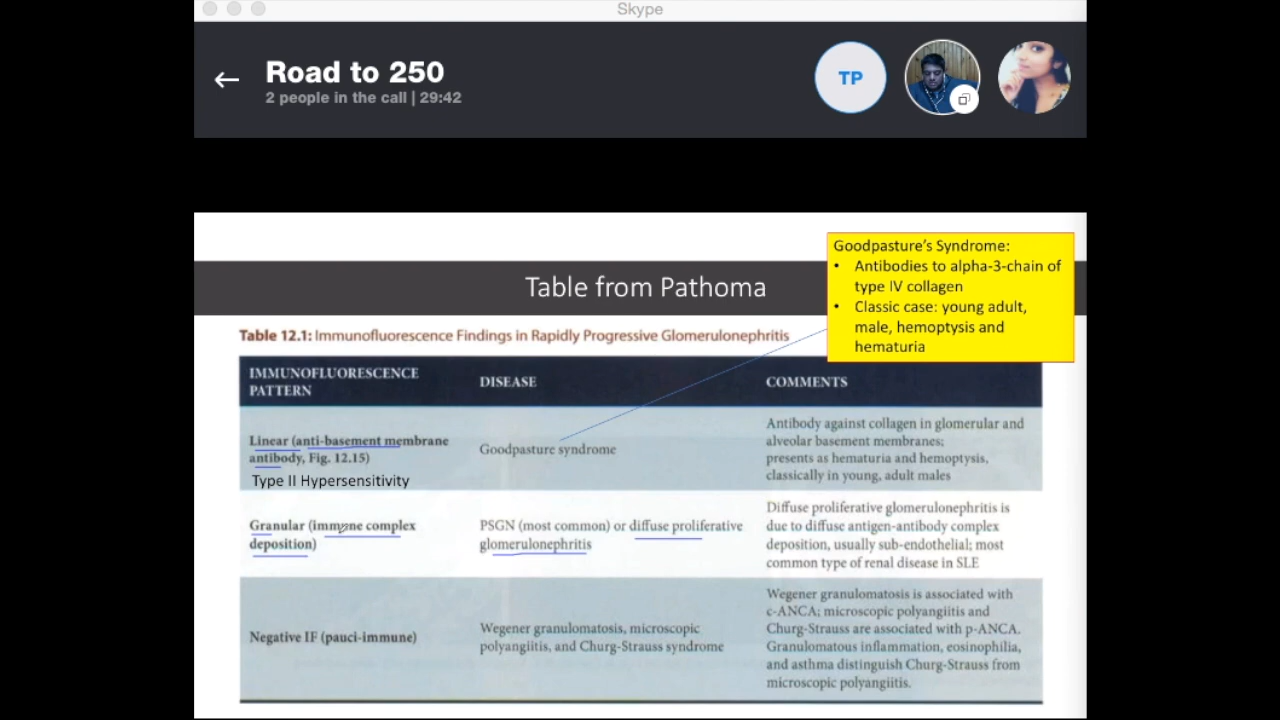 Skype
Road to 250
2 people in the call | 29:42
TP
Goodpasture's Syndrome:
• Antibodies to alpha-3-chain of
type IV collagen
• Classic case: young adult,
male, hemoptysis and
hematuria
Table from Pathoma
Table 12.1: Immunofluorescence Findings in Rapidly Progressive Glomerulonephritis
IMMUNOFLUORESCENCE
PATTERN
DISEASE
COMMENTS
Linear (anti-basement membrane
antibody, Fig. 12.15)
Type II Hypersensitivity
Goodpasture syndrome
Antibody against collagen in glomerular and
alveolar basement membranes;
presents as hematuria and hemoptysis,
classically in young, adult males
Granular (immune complex
deposition)
PSGN (most common) or diffuse proliferative
glomerulonephritis
Diffuse proliferative glomerulonephritis is
due to diffuse antigen-antibody complex
deposition, usually sub-endothelial; most
common type of renal disease in SLE
Negative IF (pauci-immune)
Wegener granulomatosis, microscopic
polyangiitis, and Churg-Strauss syndrome
Wegener granulomatosis is associated with
c-ANCA; microscopic polyangiitis and
Churg-Strauss are associated with p-ANCA.
Granulomatous inflammation, eosinophilia,
and asthma distinguish Churg-Strauss from
microscopic polyangiitis.